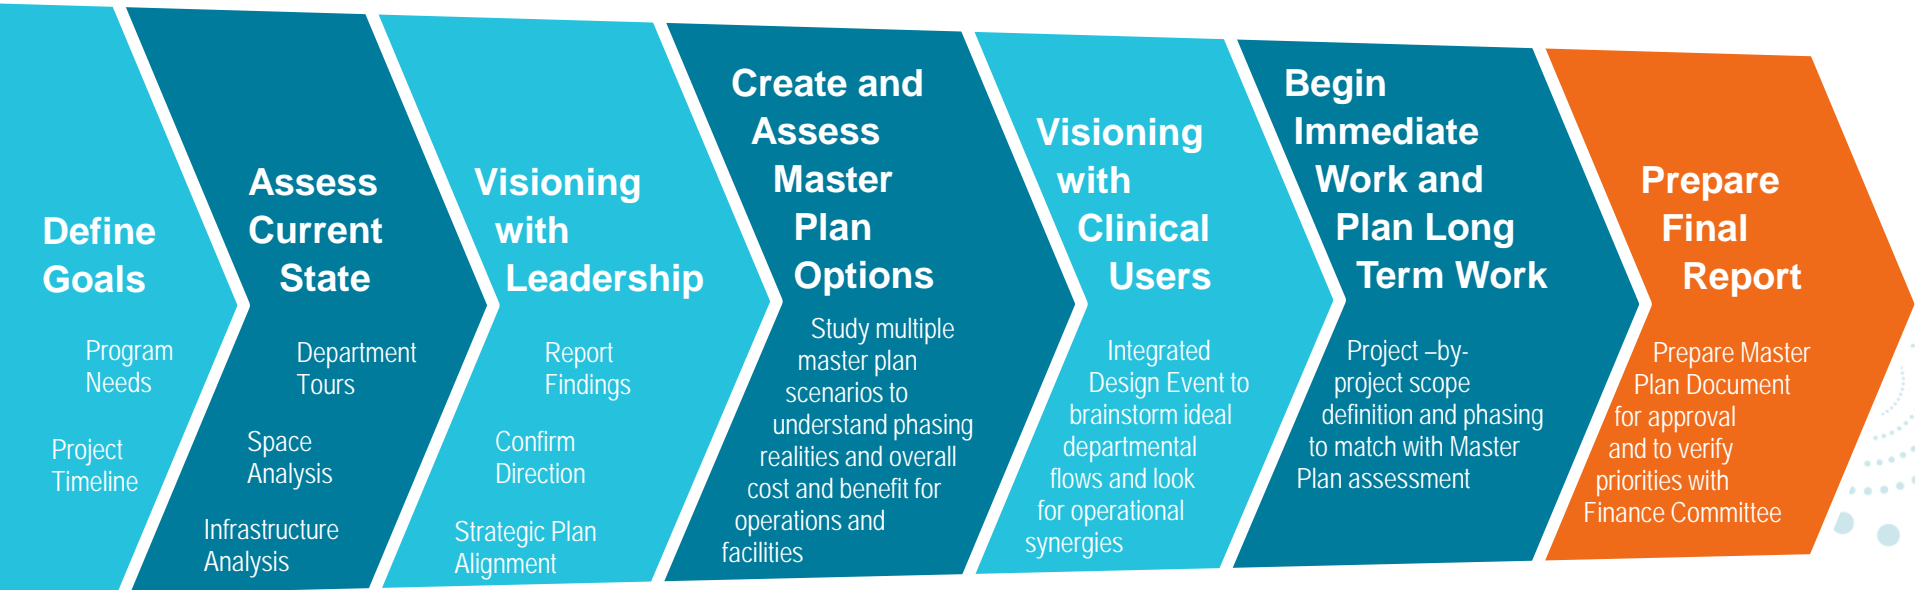 Define
Goals
Program
Needs
Project
Timeline
Assess
Current
State
Department
Tours
Space
Analysis
Infrastructure
Analysis
Visioning
with
Leadership
Report
Findings
Confirm
Direction
Strategic Plan
Alignment
Create and
Assess
Master
Plan
Options
Study multiple
master plan
scenarios to
understand phasing
realities and overall
cost and benefit for
operations and
facilities
Visioning
with
Clinical
Users
Integrated
Design Event to
brainstorm ideal
departmental
flows and look
for operational
synergies
Begin
Immediate
Work and
Plan Long
Term Work
Project –by-
project scope
definition and phasing
to match with Master
Plan assessment
Prepare
Final
Report
Prepare Master
Plan Document
for approval
and to verify
priorities with
Finance Committee